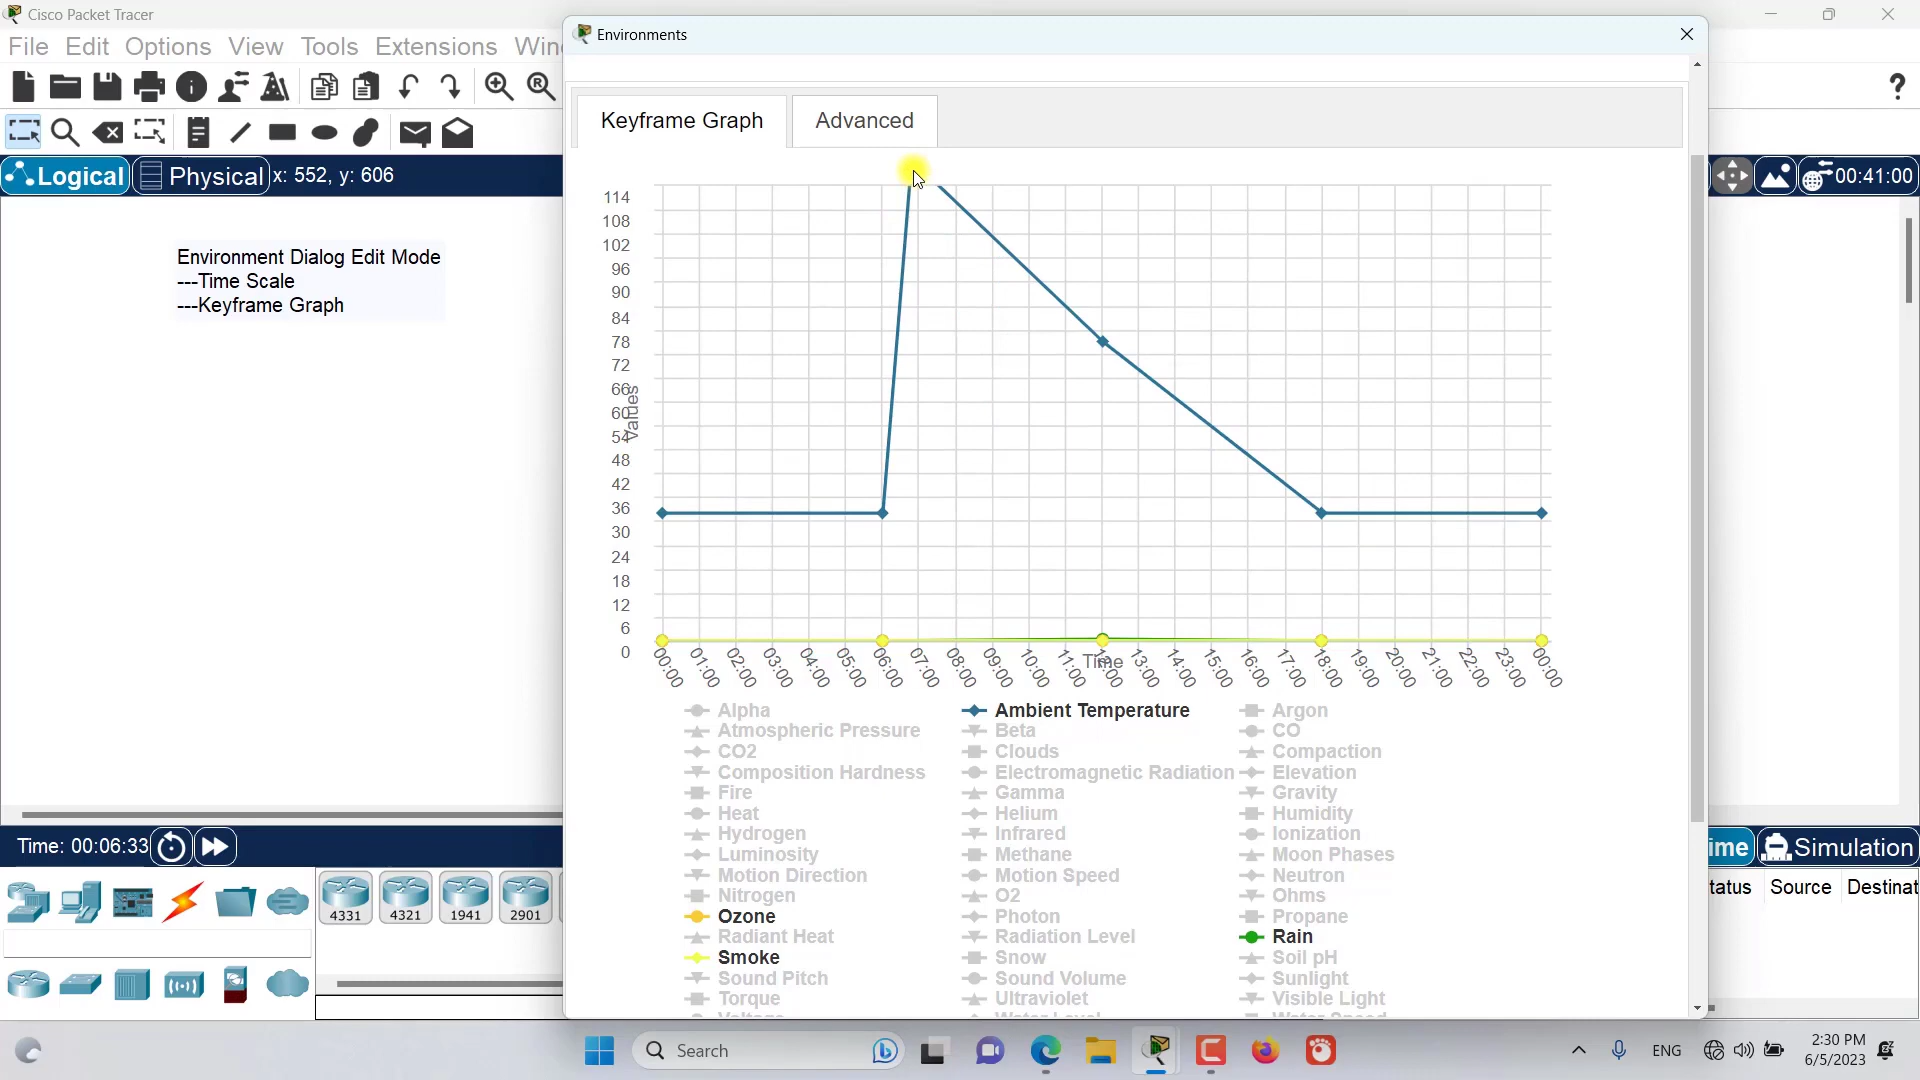 Cisco Packet Tracer
Environments
File Edit Options View Tools Extensions
?
Keyframe Graph Advanced
Logical Physical x: 552, y: 606
00:41:00
Environment Dialog Edit Mode
---Time Scale
---Keyframe Graph
114
108
102
96
90
84
78
72
66
60
54
48
42
36
30
24
18
12
6
0
Values
00:00 01:00 02:00 03:00 04:00 05:00 06:00 07:00 08:00 09:00 10:00 11:00 12:00 13:00 14:00 15:00 16:00 17:00 18:00 19:00 20:00 21:00 22:00 23:00 00:00
Time
Alpha Ambient Temperature Argon
Atmospheric Pressure Beta CO
CO2 Clouds Compaction
Composition Hardness Electromagnetic Radiation Elevation
Fire Gamma Gravity
Heat Helium Humidity
Hydrogen Infrared Ionization
Luminosity Methane Moon Phases
Motion Direction Motion Speed Neutron
Nitrogen O2 Ohms
Ozone Photon Propane
Radiant Heat Radiation Level Rain
Smoke Snow Soil pH
Sound Pitch Sound Volume Sunlight
Torque Ultraviolet Visible Light
Time: 00:06:33
Simulation
4331 4321 1941 2901
Source
Search
ENG
2:30 PM
6/5/2023